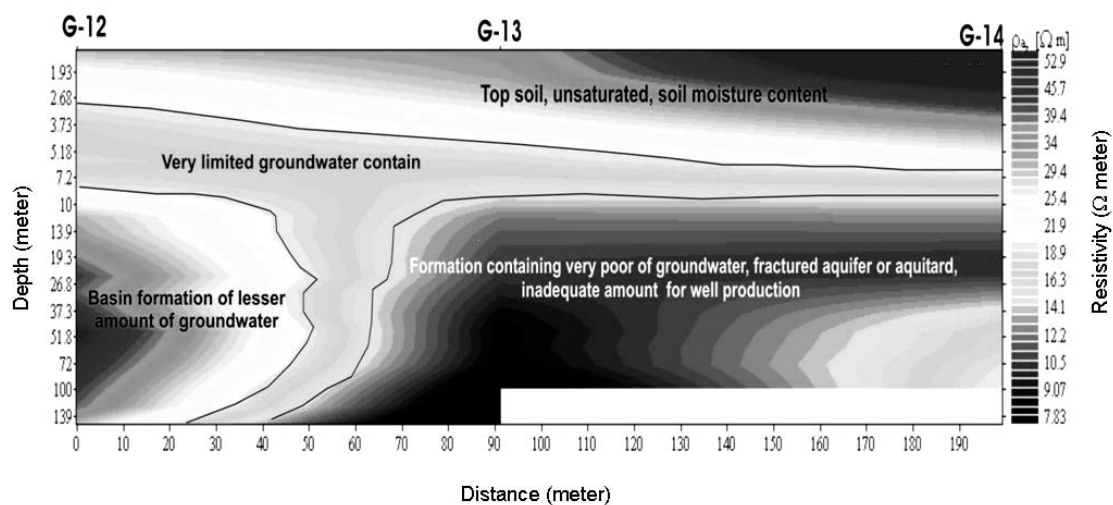 G-12 G-13 G-14
ρa, [Ω m]
Top soil, unsaturated, soil moisture content
Very limited groundwater contain
Formation containing very poor of groundwater, fractured aquifer or aquitard,
inadequate amount for well production
Basin formation of lesser
amount of groundwater
Depth (meter)
1.93
2.68
3.73
5.18
7.2
10
13.9
19.3
26.8
37.3
51.8
72
100
139
0 10 20 30 40 50 60 70 80 90 100 110 120 130 140 150 160 170 180 190
Distance (meter)
52.9
45.7
39.4
34
29.4
25.4
21.9
18.9
16.3
14.1
12.2
10.5
9.07
7.83
Resistivity (Ω meter)